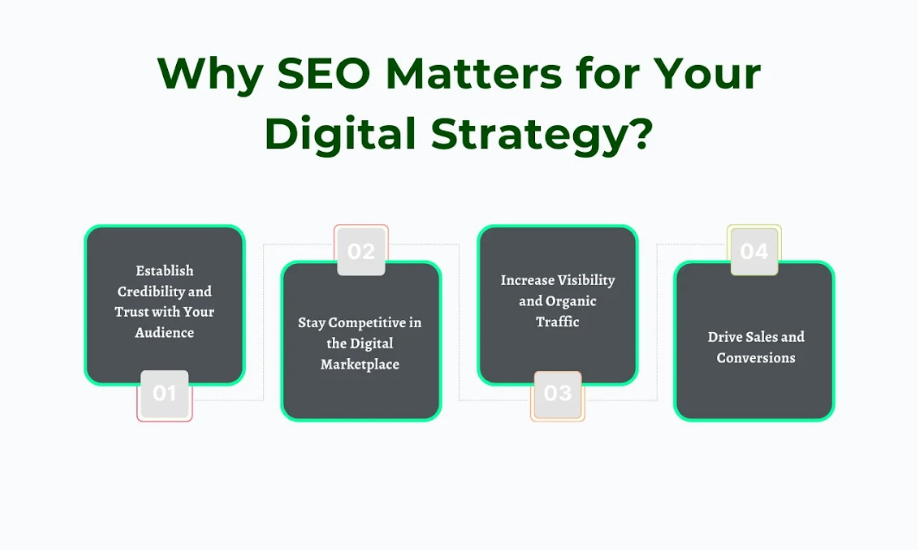 Why SEO Matters for Your
Digital Strategy?
Establish
Credibility and
Trust with Your
Audience
01
02
Stay Competitive in
the Digital
Marketplace
Increase Visibility
and Organic
Traffic
03
04
Drive Sales and
Conversions